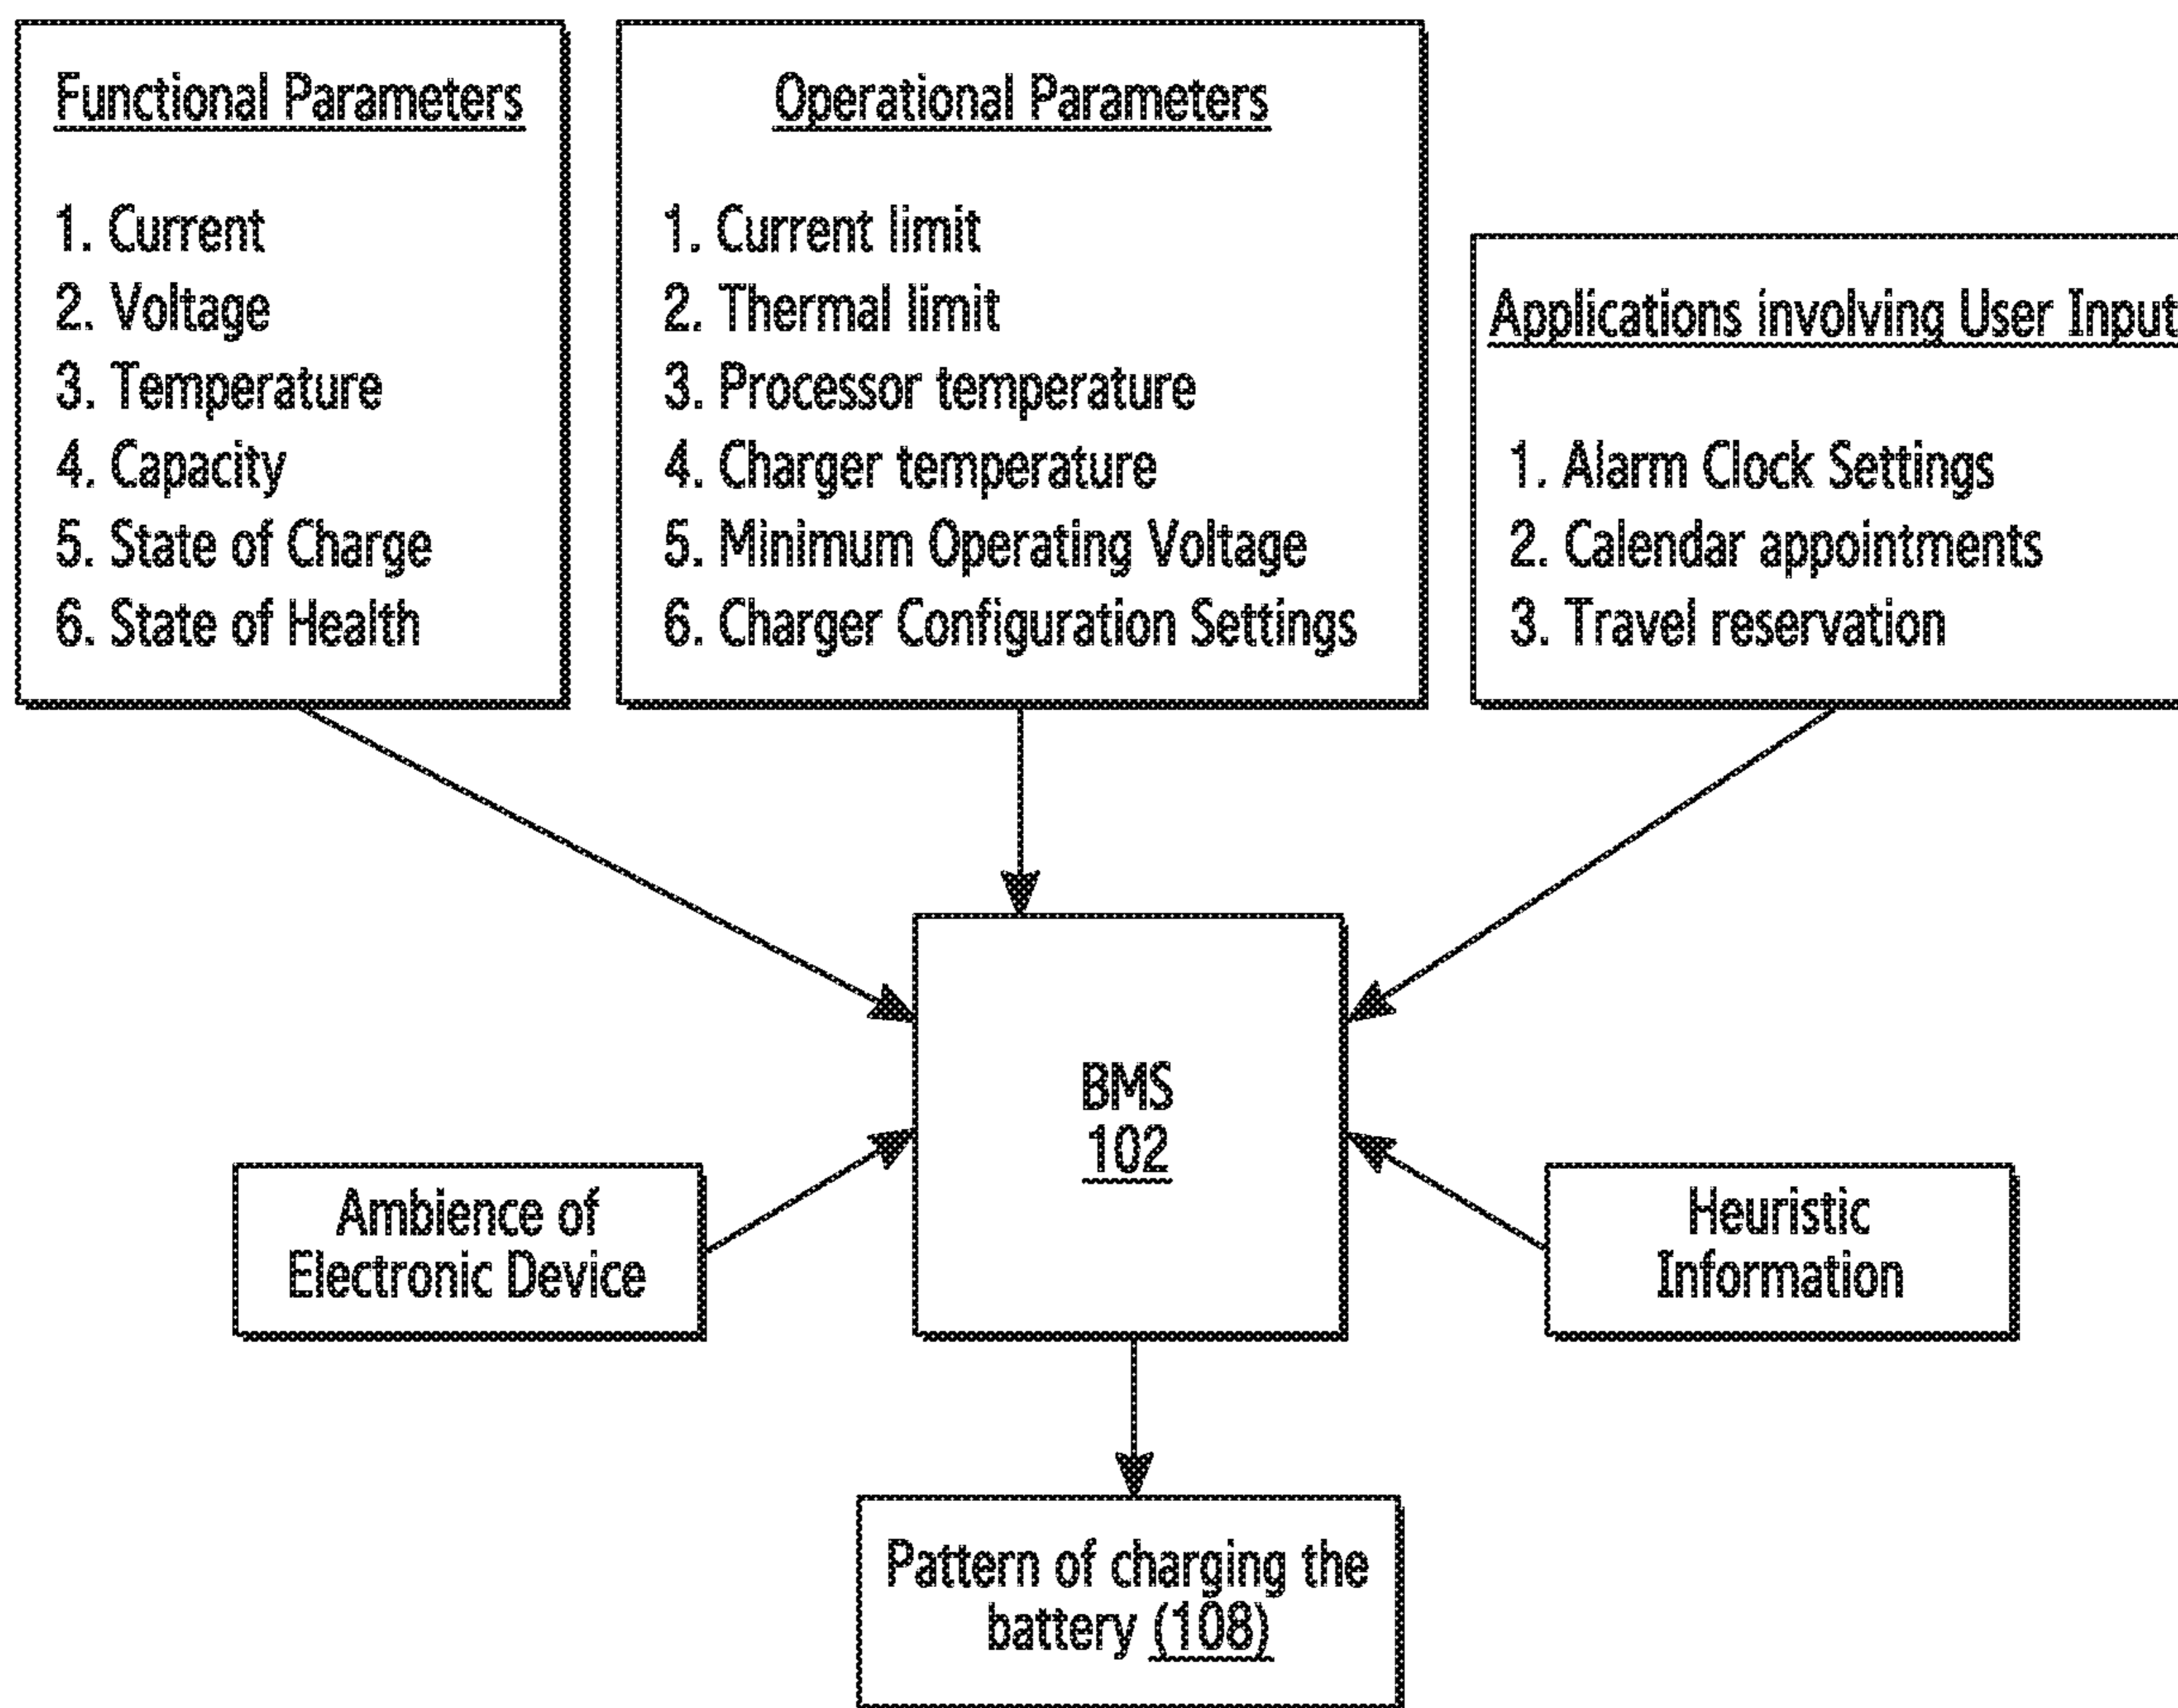 Functional Parameters
1. Current
2. Voltage
3. Temperature
4. Capacity
5. State of Charge
6. State of Health
Operational Parameters
1. Current limit
2. Thermal limit
3. Processor temperature
4. Charger temperature
5. Minimum Operating Voltage
6. Charger Configuration Settings
Applications involving User Input
1. Alarm Clock Settings
2. Calendar appointments
3. Travel reservation
BMS
102
Ambience of
Electronic Device
Heuristic
Information
Pattern of charging the
battery (108)